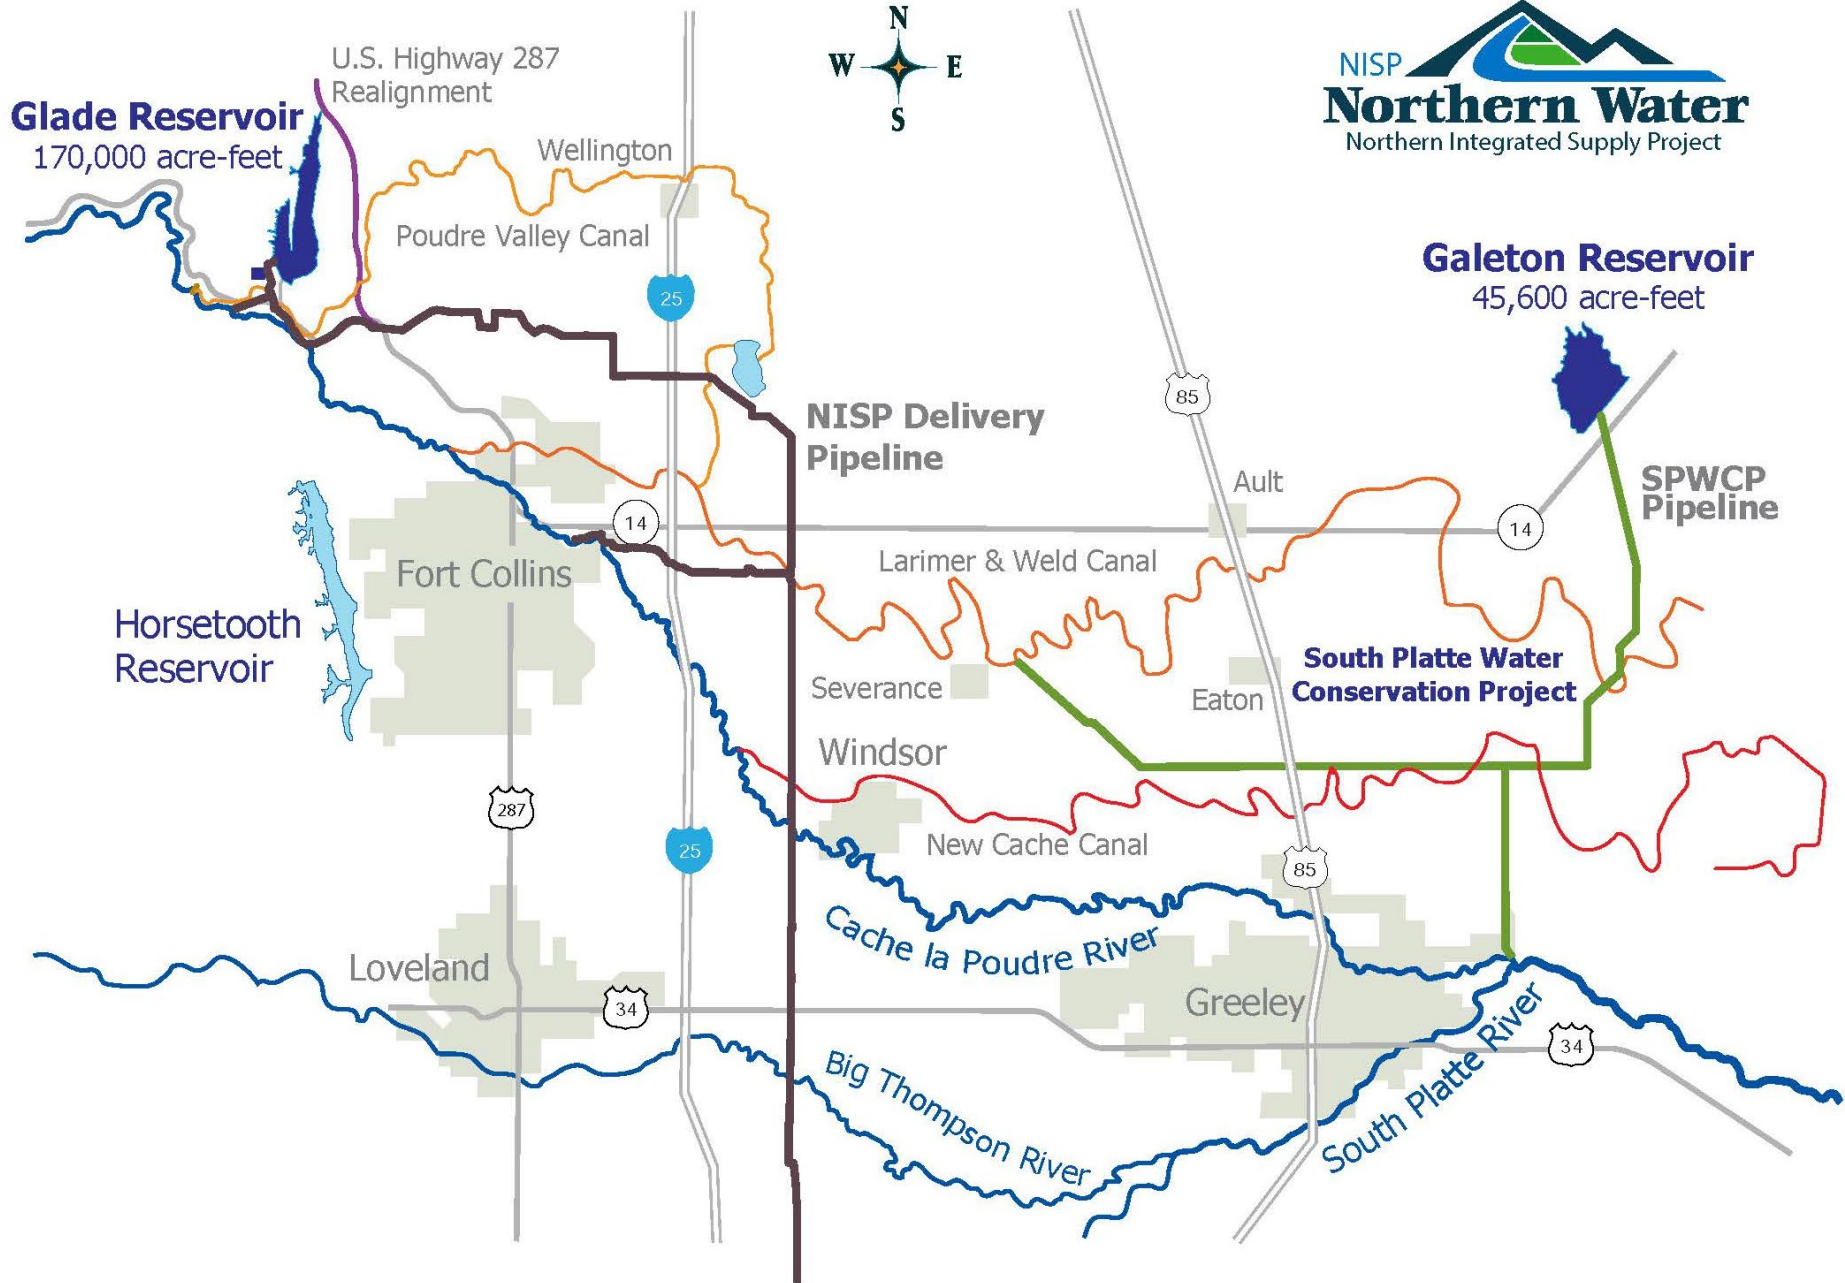 N
W E
S
NISP
Northern Water
Northern Integrated Supply Project
U.S. Highway 287
Realignment
Glade Reservoir
170,000 acre-feet
Wellington
Poudre Valley Canal
25
Galeton Reservoir
45,600 acre-feet
85
NISP Delivery
Pipeline
Ault
SPWCP
Pipeline
14
14
Larimer & Weld Canal
Fort Collins
Horsetooth
Reservoir
South Platte Water
Conservation Project
Severance
Eaton
Windsor
287
25
New Cache Canal
85
Cache la Poudre River
Loveland
34
Greeley
34
Big Thompson River
South Platte River